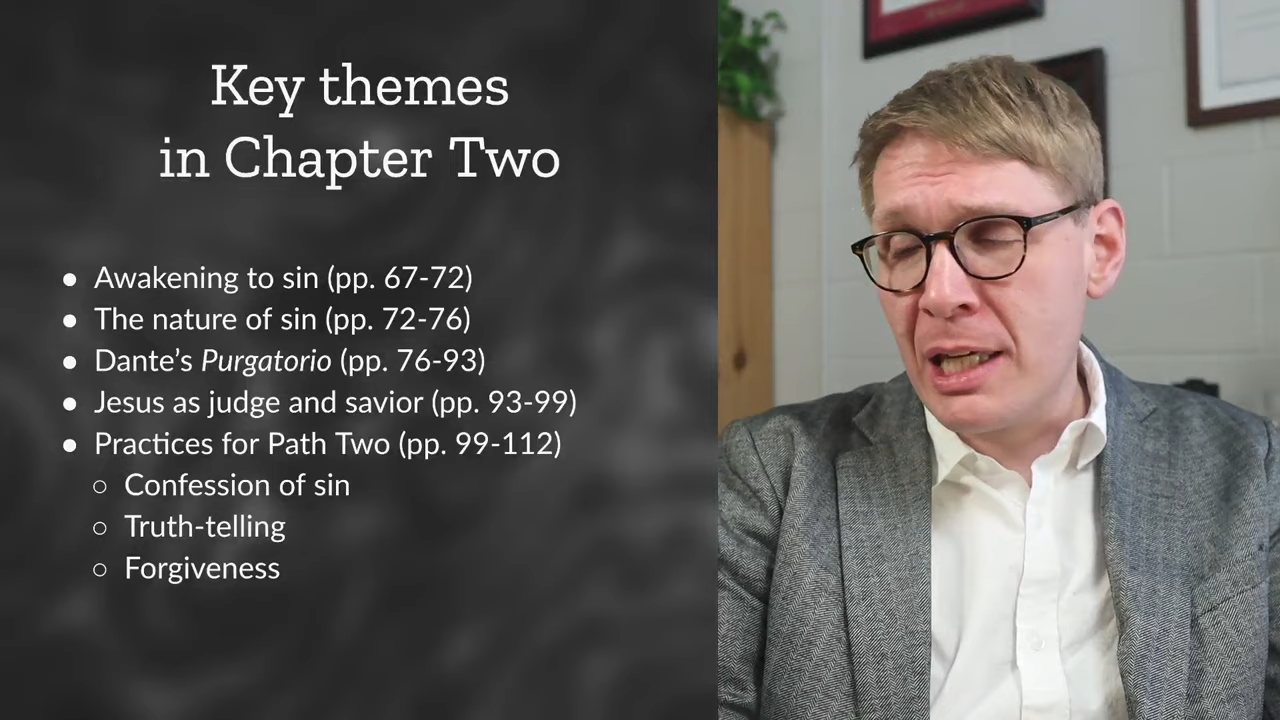 Key themes
in Chapter Two
● Awakening to sin (pp. 67-72)
● The nature of sin (pp. 72-76)
● Dante’s Purgatorio (pp. 76-93)
● Jesus as judge and savior (pp. 93-99)
● Practices for Path Two (pp. 99-112)
○ Confession of sin
○ Truth-telling
○ Forgiveness